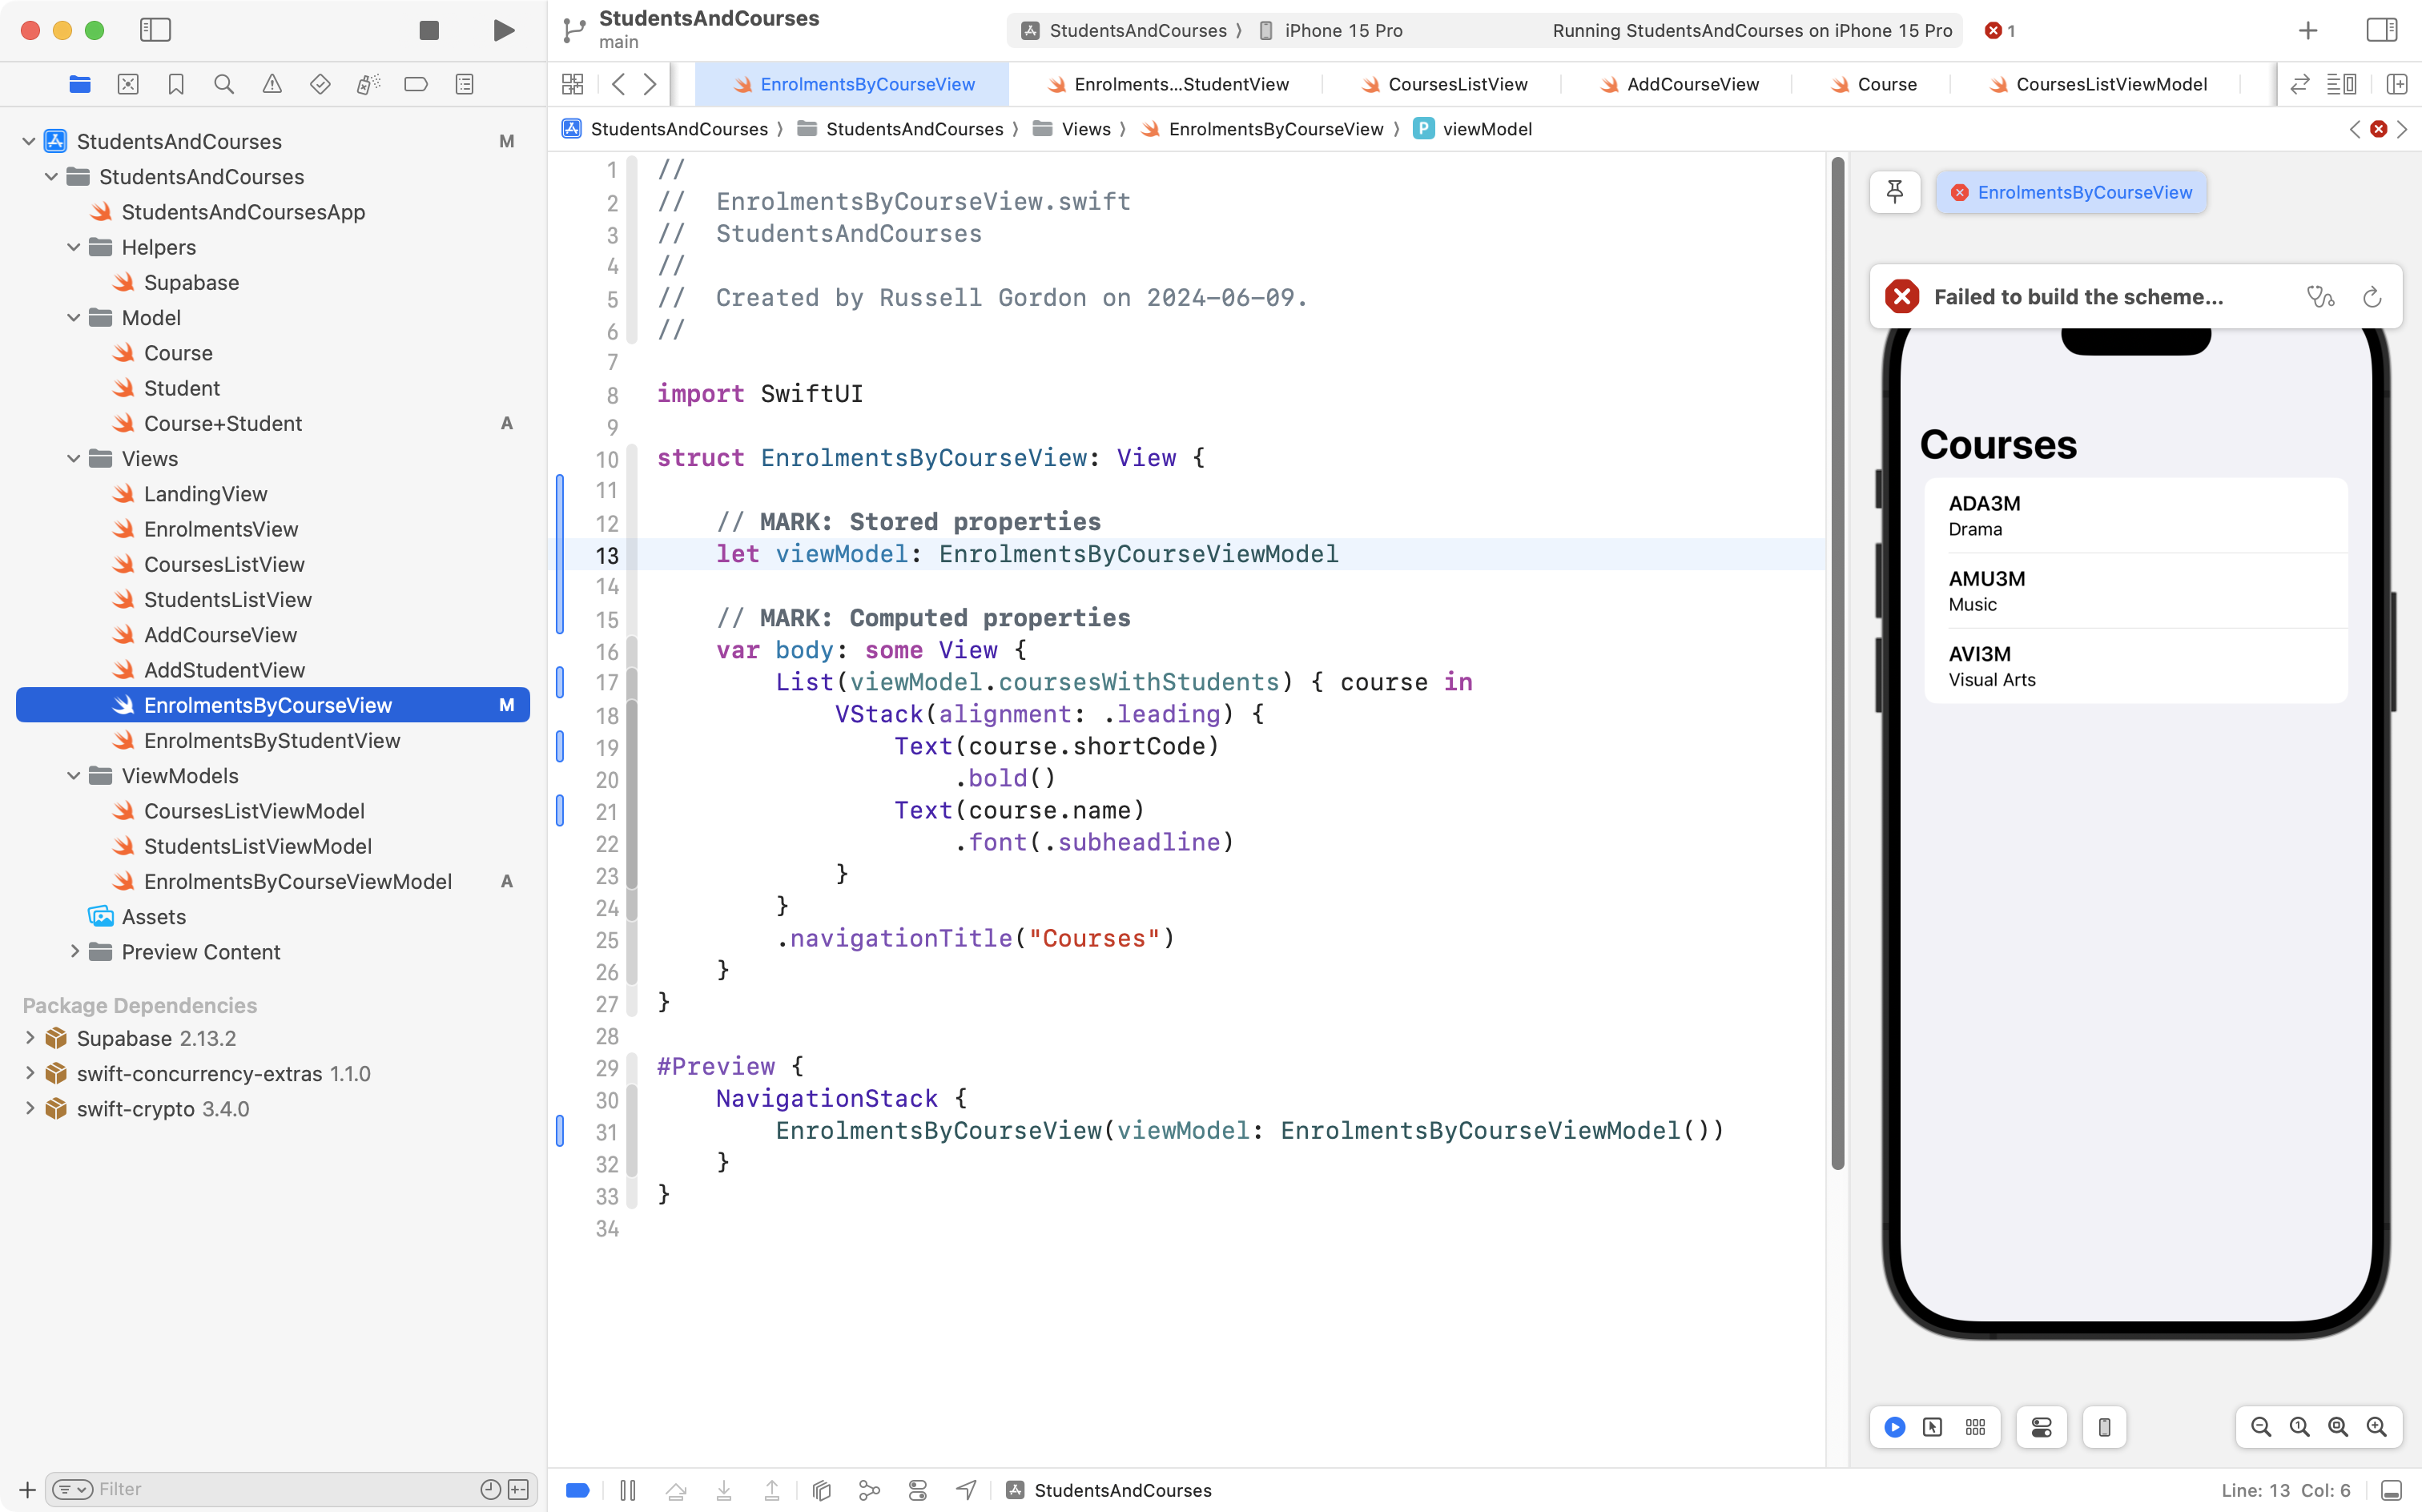 StudentsAndCourses
main
StudentsAndCourses 〉 iPhone 15 Pro
Running StudentsAndCourses on iPhone 15 Pro
1
EnrolmentsByCourseView
Enrolments...StudentView
CoursesListView
AddCourseView
Course
CoursesListViewModel
StudentsAndCourses 〉 StudentsAndCourses 〉 Views 〉 EnrolmentsByCourseView 〉 P viewModel
StudentsAndCourses M
StudentsAndCourses
StudentsAndCoursesApp
Helpers
Supabase
Model
Course
Student
Course+Student A
Views
LandingView
EnrolmentsView
CoursesListView
StudentsListView
AddCourseView
AddStudentView
EnrolmentsByCourseView M
EnrolmentsByStudentView
ViewModels
CoursesListViewModel
StudentsListViewModel
EnrolmentsByCourseViewModel A
Assets
Preview Content
Package Dependencies
Supabase 2.13.2
swift-concurrency-extras 1.1.0
swift-crypto 3.4.0
Filter
1 //
2 //  EnrolmentsByCourseView.swift
3 //  StudentsAndCourses
4 //
5 //  Created by Russell Gordon on 2024-06-09.
6 //
7
8 import SwiftUI
9
10 struct EnrolmentsByCourseView: View {
11
12     // MARK: Stored properties
13     let viewModel: EnrolmentsByCourseViewModel
14
15     // MARK: Computed properties
16     var body: some View {
17         List(viewModel.coursesWithStudents) { course in
18             VStack(alignment: .leading) {
19                 Text(course.shortCode)
20                     .bold()
21                 Text(course.name)
22                     .font(.subheadline)
23             }
24         }
25         .navigationTitle("Courses")
26     }
27 }
28
29 #Preview {
30     NavigationStack {
31         EnrolmentsByCourseView(viewModel: EnrolmentsByCourseViewModel())
32     }
33 }
34
EnrolmentsByCourseView
Failed to build the scheme...
Courses
ADA3M
Drama
AMU3M
Music
AVI3M
Visual Arts
StudentsAndCourses
Line: 13  Col: 6